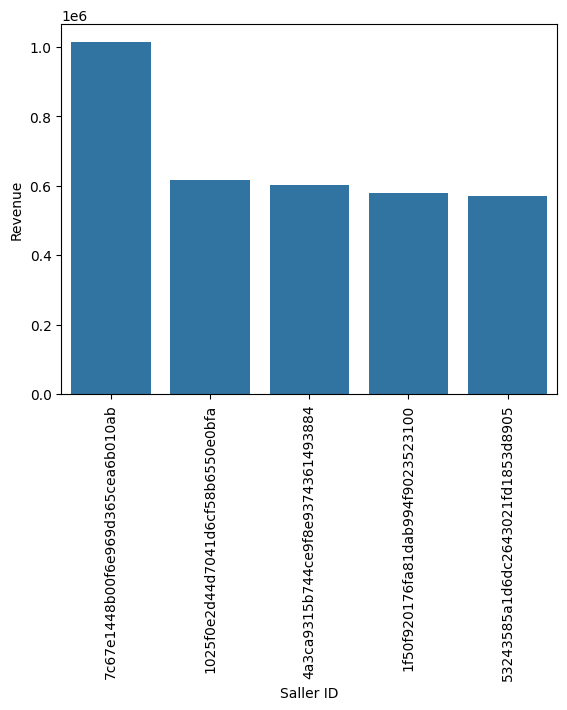 1e6
1.0
0.8
0.6
0.4
0.2
0.0
Revenue
7c67e1448b00f6e969d365cea6b010ab
1025f0e2d44d7041d6cf58b6550e0bfa
4a3ca9315b744ce9f8e9374361493884
1f50f920176fa81dab994f9023523100
53243585a1d6dc2643021fd1853d8905
Saller ID